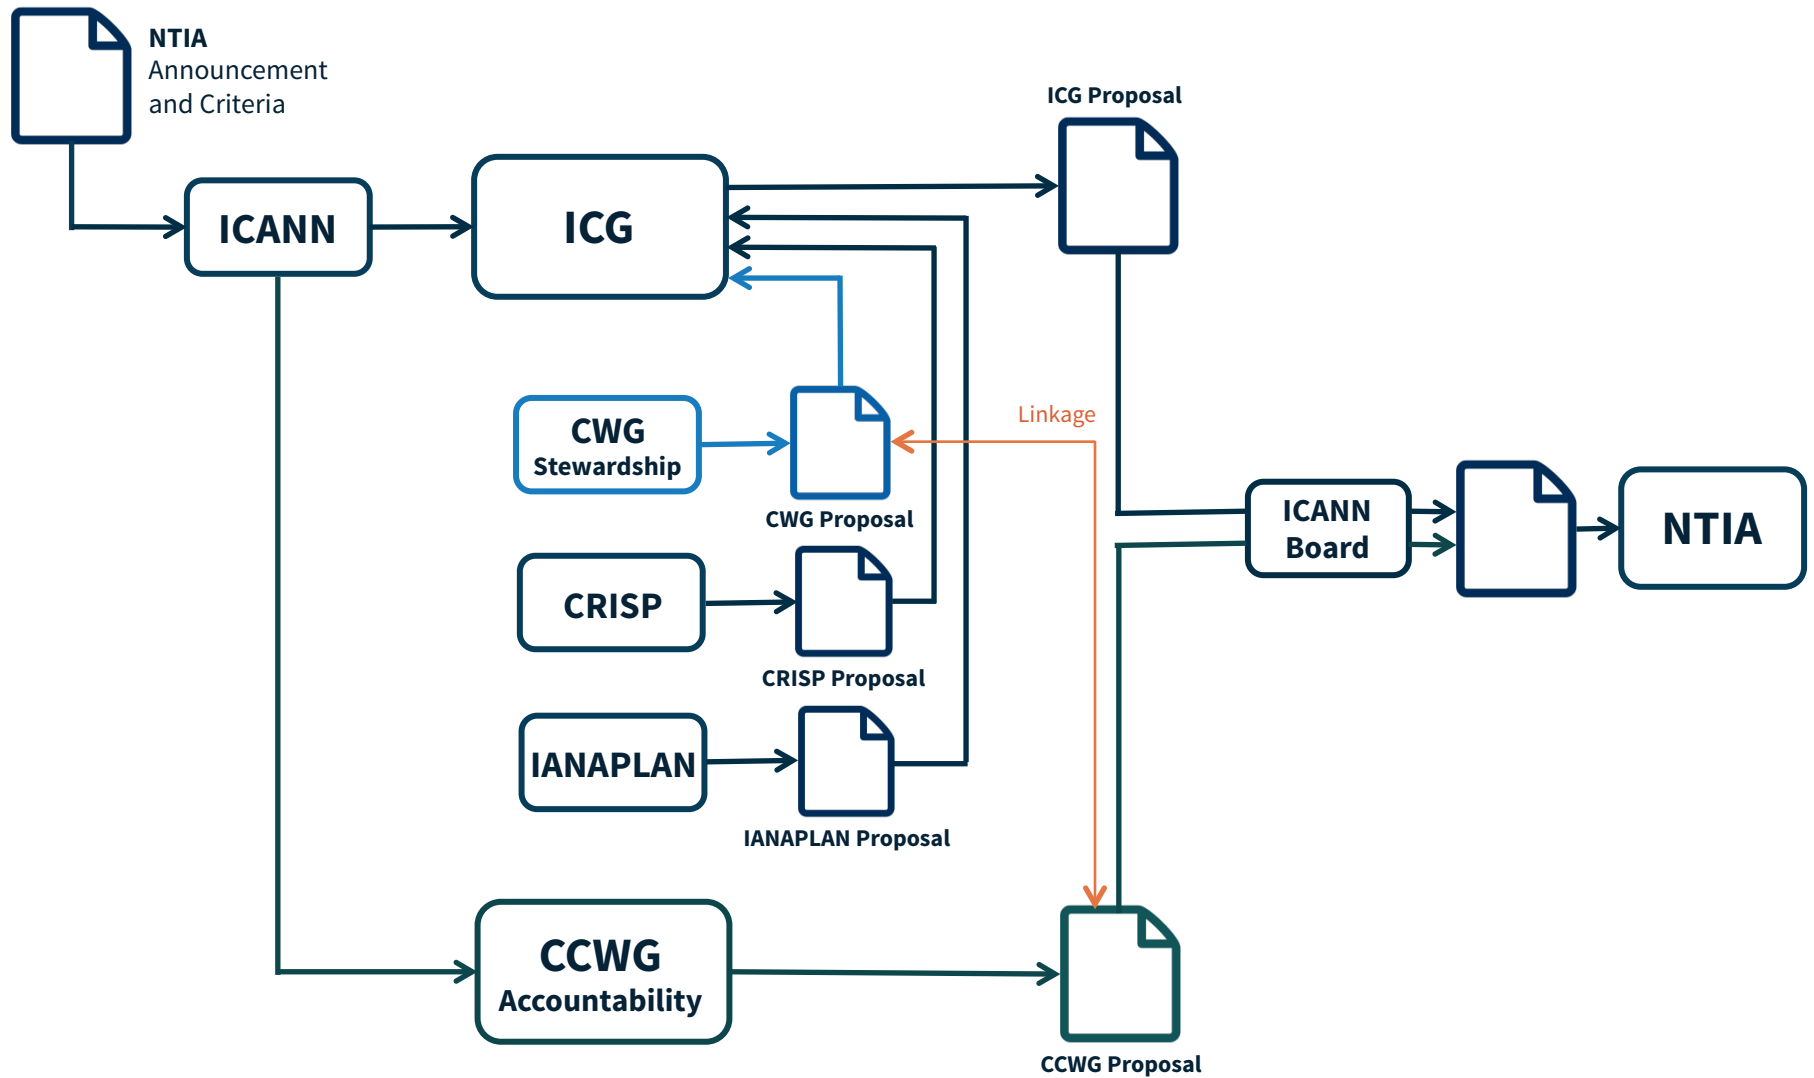 NTIA
Announcement
and Criteria
ICG Proposal
ICANN
ICG
Linkage
CWG
Stewardship
CWG Proposal
ICANN
Board
NTIA
CRISP
CRISP Proposal
IANAPLAN
IANAPLAN Proposal
CCWG
Accountability
CCWG Proposal